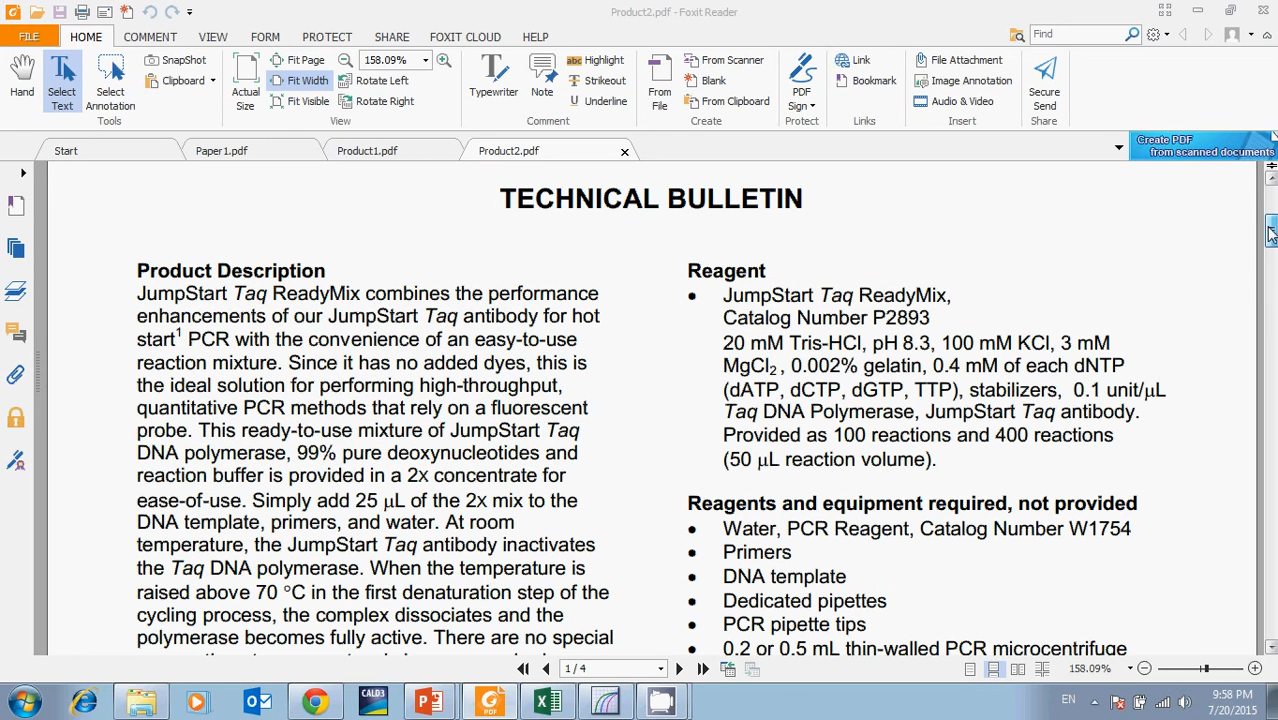 Product2.pdf - Foxit Reader
FILE
HOME
COMMENT
VIEW
FORM
PROTECT
SHARE
FOXIT CLOUD
HELP
Find
Hand
Select
Text
Select
Annotation
SnapShot
Clipboard
Tools
Actual
Size
Fit Page
Fit Width
Fit Visible
158.09%
Rotate Left
Rotate Right
View
Typewriter
Note
abc Highlight
Strikeout
U Underline
Comment
From
File
From Scanner
Blank
From Clipboard
Create
PDF
Sign
Protect
Link
Bookmark
Links
File Attachment
Image Annotation
Audio & Video
Insert
Secure
Send
Share
Start
Paper1.pdf
Product1.pdf
Product2.pdf
Create PDF
from scanned documents
TECHNICAL BULLETIN
Product Description
JumpStart Taq ReadyMix combines the performance
enhancements of our JumpStart Taq antibody for hot
start1 PCR with the convenience of an easy-to-use
reaction mixture. Since it has no added dyes, this is
the ideal solution for performing high-throughput,
quantitative PCR methods that rely on a fluorescent
probe. This ready-to-use mixture of JumpStart Taq
DNA polymerase, 99% pure deoxynucleotides and
reaction buffer is provided in a 2x concentrate for
ease-of-use. Simply add 25 μL of the 2x mix to the
DNA template, primers, and water. At room
temperature, the JumpStart Taq antibody inactivates
the Taq DNA polymerase. When the temperature is
raised above 70 °C in the first denaturation step of the
cycling process, the complex dissociates and the
polymerase becomes fully active. There are no special
Reagent
• JumpStart Taq ReadyMix,
Catalog Number P2893
20 mM Tris-HCl, pH 8.3, 100 mM KCl, 3 mM
MgCl2 , 0.002% gelatin, 0.4 mM of each dNTP
(dATP, dCTP, dGTP, TTP), stabilizers, 0.1 unit/μL
Taq DNA Polymerase, JumpStart Taq antibody.
Provided as 100 reactions and 400 reactions
(50 μL reaction volume).
Reagents and equipment required, not provided
• Water, PCR Reagent, Catalog Number W1754
• Primers
• DNA template
• Dedicated pipettes
• PCR pipette tips
• 0.2 or 0.5 mL thin-walled PCR microcentrifuge
1 / 4
158.09%
CALD3
PDF
EN
9:58 PM
7/20/2015